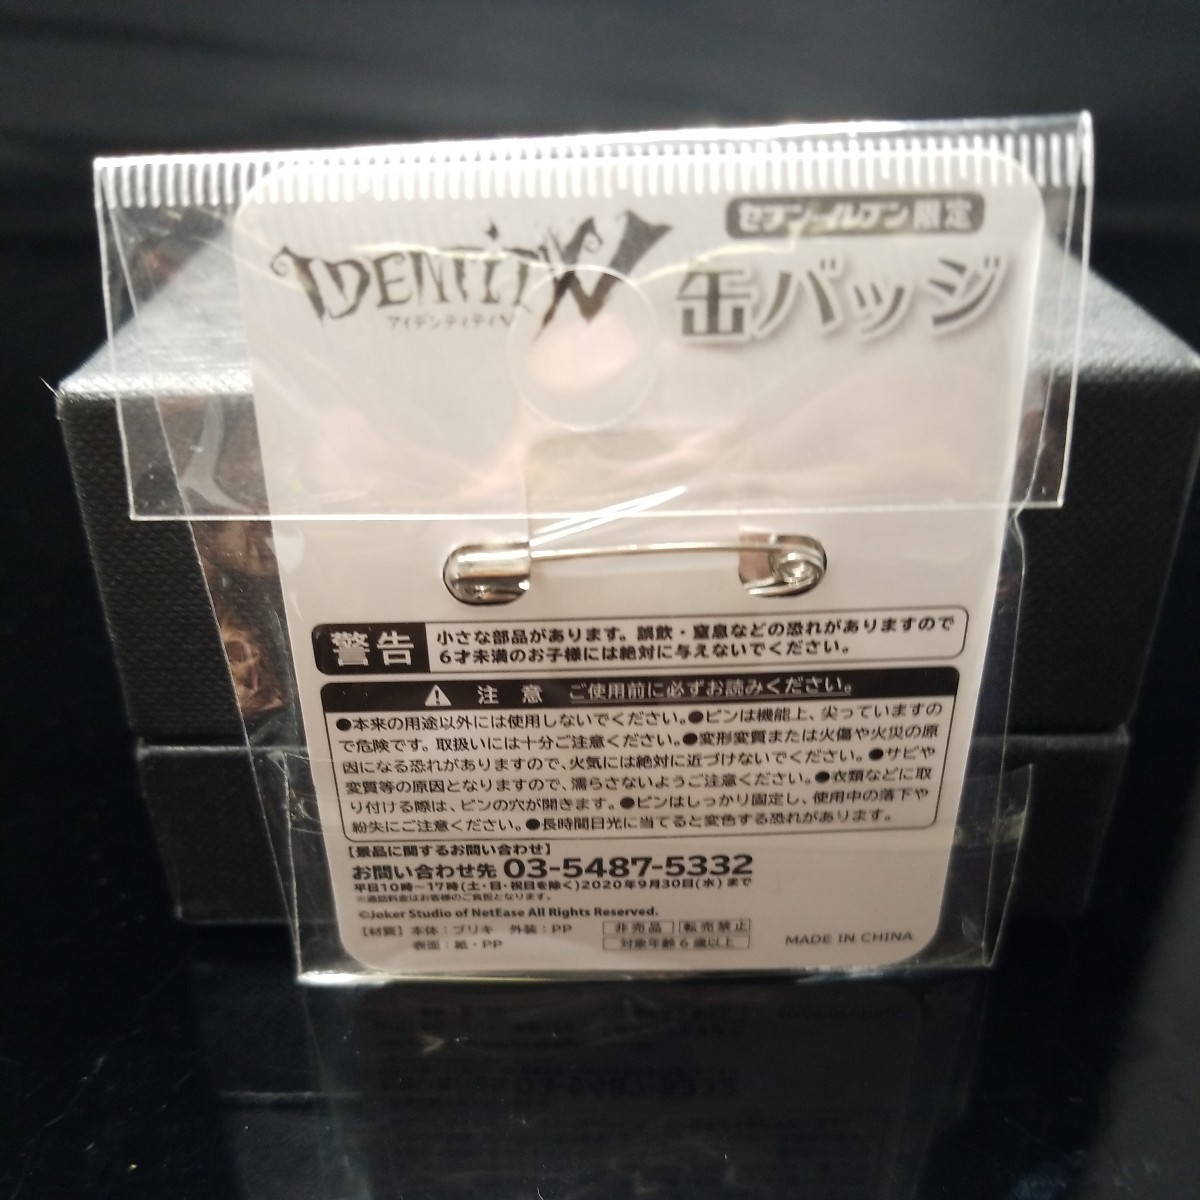 セブン-イレブン限定
IDENTITY V
アイデンティティV
缶バッジ
警告
小さな部品があります。誤飲・窒息などの恐れがありますので
6才未満のお子様には絶対に与えないでください。
注意 ご使用前に必ずお読みください。
●本来の用途以外には使用しないでください。●ピンは機能上、尖っていますの
で危険です。取扱いには十分ご注意ください。●変形変質または火傷や火災の原
因になる恐れがありますので、火気には絶対に近づけないでください。●サビや
変質等の原因となりますので、濡らさないようご注意ください。●衣類などに取
り付ける際は、ピンの穴が開きます。●ピンはしっかり固定し、使用中の落下や
紛失にご注意ください。●長時間日光に当てると変色する恐れがあります。
【景品に関するお問い合わせ】
お問い合わせ先 03-5487-5332
平日10時〜17時(土・日・祝日を除く)2020年9月30日(水)まで
※通話料金はお客様のご負担となります。
©Joker Studio of NetEase All Rights Reserved.
【材質】本体：ブリキ 外装：PP
表面：紙・PP
非売品 転売禁止
対象年齢6歳以上
MADE IN CHINA